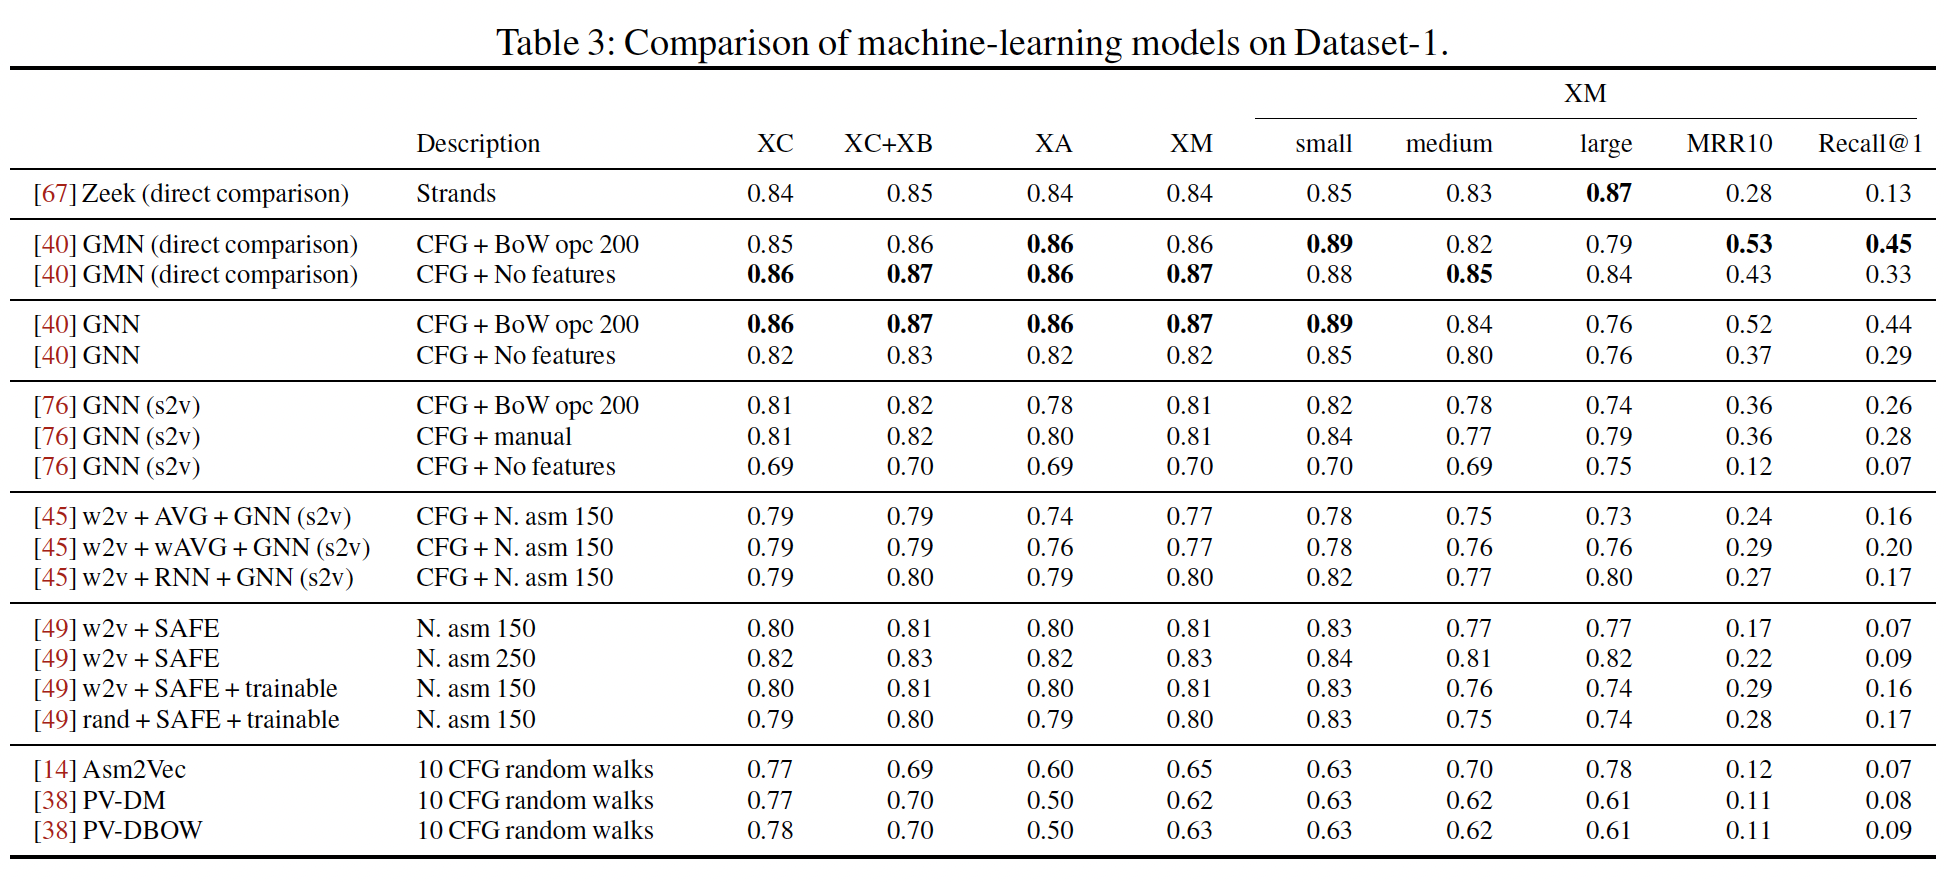 Table 3: Comparison of machine-learning models on Dataset-1.
XM
Description XC XC+XB XA XM small medium large MRR10 Recall@1
[67] Zeek (direct comparison) Strands 0.84 0.85 0.84 0.84 0.85 0.83 0.87 0.28 0.13
[40] GMN (direct comparison) CFG + BoW opc 200 0.85 0.86 0.86 0.86 0.89 0.82 0.79 0.53 0.45
[40] GMN (direct comparison) CFG + No features 0.86 0.87 0.86 0.87 0.88 0.85 0.84 0.43 0.33
[40] GNN CFG + BoW opc 200 0.86 0.87 0.86 0.87 0.89 0.84 0.76 0.52 0.44
[40] GNN CFG + No features 0.82 0.83 0.82 0.82 0.85 0.80 0.76 0.37 0.29
[76] GNN (s2v) CFG + BoW opc 200 0.81 0.82 0.78 0.81 0.82 0.78 0.74 0.36 0.26
[76] GNN (s2v) CFG + manual 0.81 0.82 0.80 0.81 0.84 0.77 0.79 0.36 0.28
[76] GNN (s2v) CFG + No features 0.69 0.70 0.69 0.70 0.70 0.69 0.75 0.12 0.07
[45] w2v + AVG + GNN (s2v) CFG + N. asm 150 0.79 0.79 0.74 0.77 0.78 0.75 0.73 0.24 0.16
[45] w2v + wAVG + GNN (s2v) CFG + N. asm 150 0.79 0.79 0.76 0.77 0.78 0.76 0.76 0.29 0.20
[45] w2v + RNN + GNN (s2v) CFG + N. asm 150 0.79 0.80 0.79 0.80 0.82 0.77 0.80 0.27 0.17
[49] w2v + SAFE N. asm 150 0.80 0.81 0.80 0.81 0.83 0.77 0.77 0.17 0.07
[49] w2v + SAFE N. asm 250 0.82 0.83 0.82 0.83 0.84 0.81 0.82 0.22 0.09
[49] w2v + SAFE + trainable N. asm 150 0.80 0.81 0.80 0.81 0.83 0.76 0.74 0.29 0.16
[49] rand + SAFE + trainable N. asm 150 0.79 0.80 0.79 0.80 0.83 0.75 0.74 0.28 0.17
[14] Asm2Vec 10 CFG random walks 0.77 0.69 0.60 0.65 0.63 0.70 0.78 0.12 0.07
[38] PV-DM 10 CFG random walks 0.77 0.70 0.50 0.62 0.63 0.62 0.61 0.11 0.08
[38] PV-DBOW 10 CFG random walks 0.78 0.70 0.50 0.63 0.63 0.62 0.61 0.11 0.09